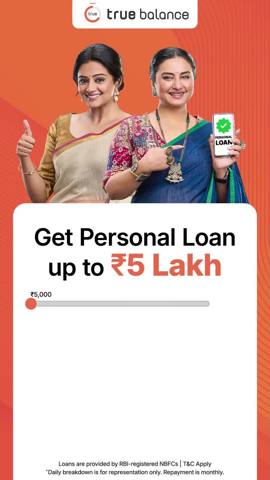 true
true balance
PERSONAL
LOAN
Get Personal Loan
up to ₹5 Lakh
₹5,000
Loans are provided by RBI-registered NBFCs | T&C Apply
*Daily breakdown is for representation only. Repayment is monthly.